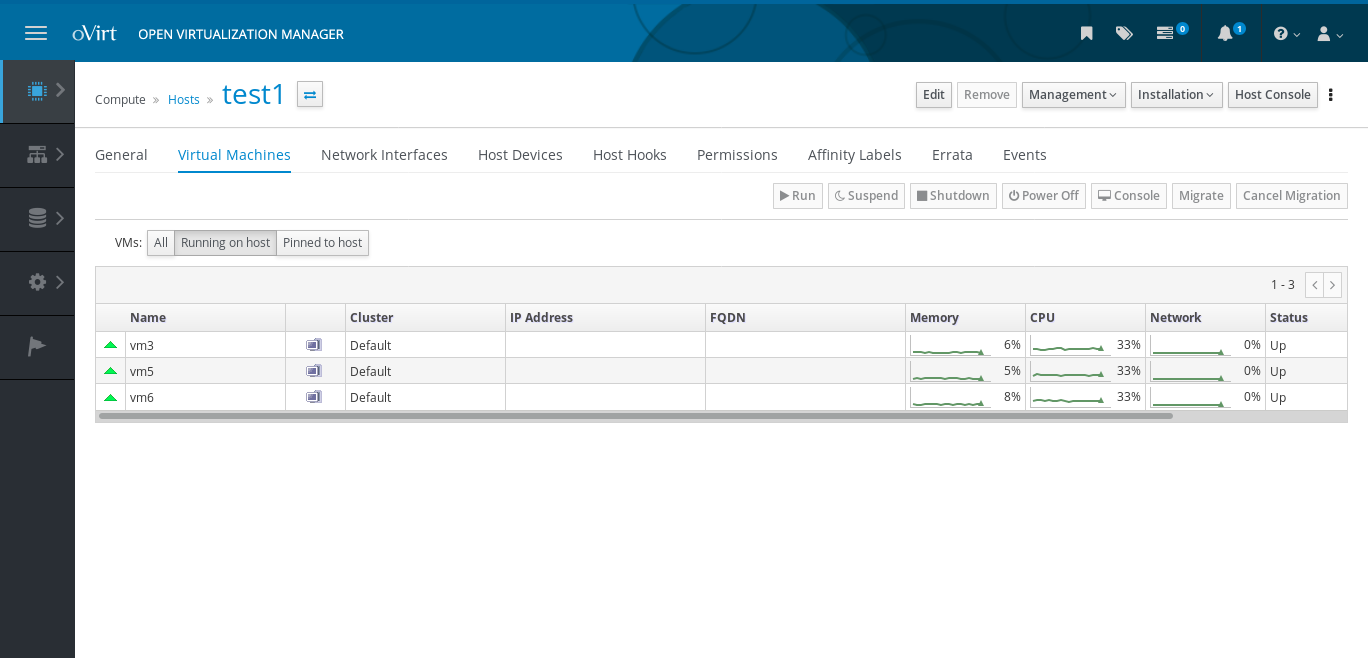 oVirt OPEN VIRTUALIZATION MANAGER 0 1
Compute » Hosts » test1 Edit Remove Management Installation Host Console
General Virtual Machines Network Interfaces Host Devices Host Hooks Permissions Affinity Labels Errata Events
Run Suspend Shutdown Power Off Console Migrate Cancel Migration
VMs: All Running on host Pinned to host
1 - 3
Name Cluster IP Address FQDN Memory CPU Network Status
vm3 Default 6% 33% 0% Up
vm5 Default 5% 33% 0% Up
vm6 Default 8% 33% 0% Up